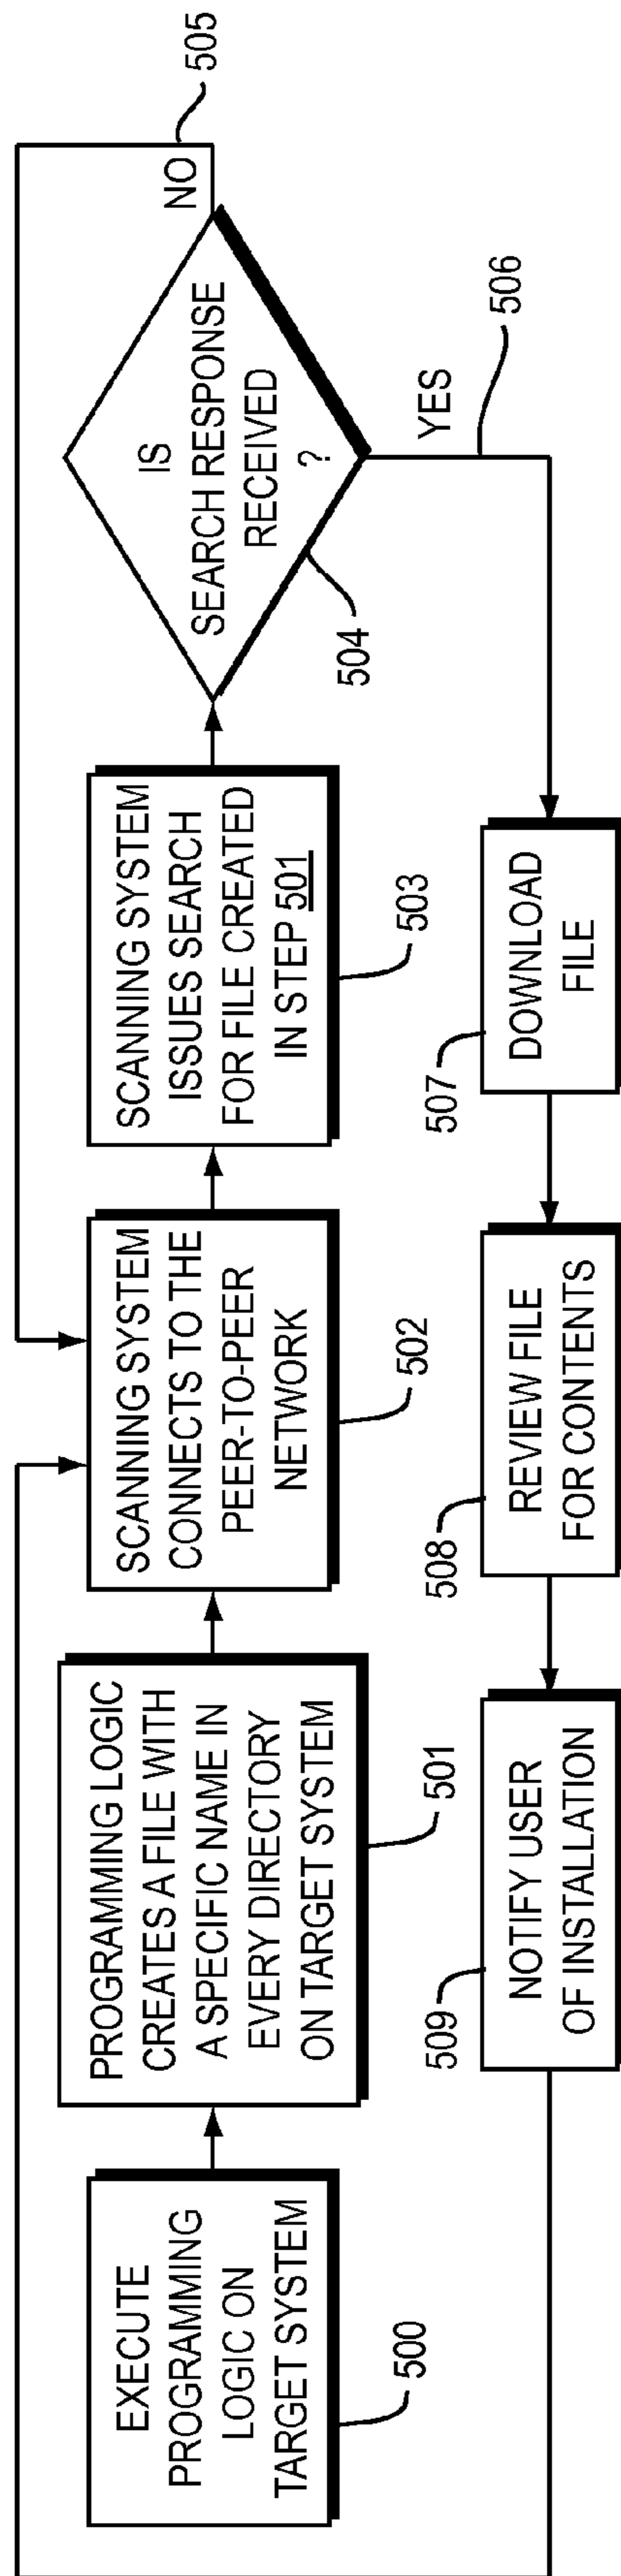 EXECUTE
PROGRAMMING
LOGIC ON
TARGET SYSTEM
500
PROGRAMMING LOGIC
CREATES A FILE WITH
A SPECIFIC NAME IN
EVERY DIRECTORY
ON TARGET SYSTEM
501
SCANNING SYSTEM
CONNECTS TO THE
PEER-TO-PEER
NETWORK
502
SCANNING SYSTEM
ISSUES SEARCH
FOR FILE CREATED
IN STEP 501
503
IS
SEARCH RESPONSE
RECEIVED
?
504
NO
505
YES
506
DOWNLOAD
FILE
507
REVIEW FILE
FOR CONTENTS
508
NOTIFY USER
OF INSTALLATION
509